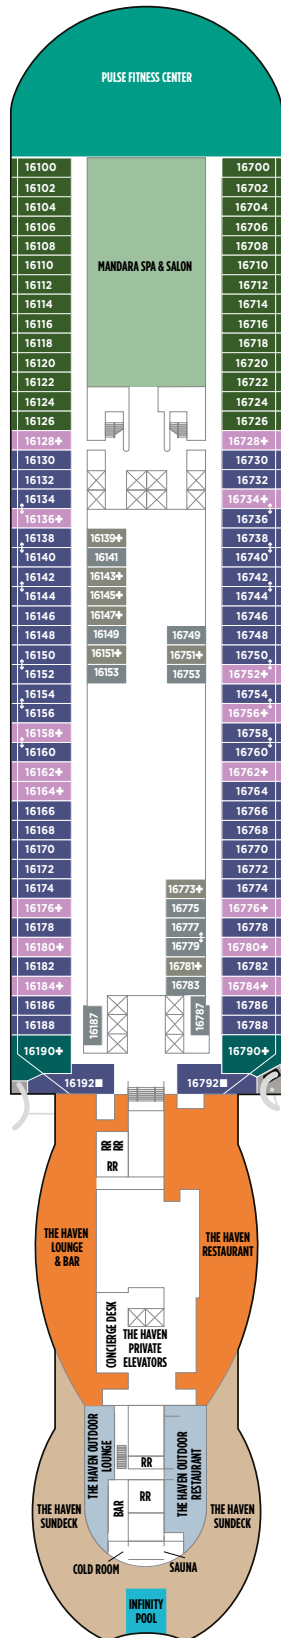 PULSE FITNESS CENTER
16100 16700
16102 16702
16104 16704
16106 16706
16108 16708
16110 MANDARA SPA & SALON 16710
16112 16712
16114 16714
16116 16716
16118 16718
16120 16720
16122 16722
16124 16724
16126 16726
16128+ 16728+
16130 16730
16132 16732
16134 16734+
16136+ 16736
16138 16139+ 16738
16140 16141 16740
16142 16143+ 16742
16144 16145+ 16744
16146 16147+ 16746
16148 16149 16749 16748
16150 16151+ 16751+ 16750
16152 16153 16753 16752+
16154 16754
16156 16756+
16158+ 16758
16160 16760
16162+ 16762+
16164+ 16764
16166 16766
16168 16768
16170 16770
16172 16772
16174 16773+ 16774
16176+ 16775 16776+
16178 16777 16778
16180+ 16779 16780+
16182 16781+ 16782
16184+ 16783 16784+
16186 16786
16188 16187 16787 16788
16190+ 16790+
16192■ 16792■
RR RR
RR
THE HAVEN
LOUNGE
& BAR
THE HAVEN
RESTAURANT
CONCIERGE DESK
THE HAVEN
PRIVATE
ELEVATORS
THE HAVEN OUTDOOR
LOUNGE
THE HAVEN OUTDOOR
RESTAURANT
RR
RR
BAR
THE HAVEN
SUNDECK
THE HAVEN
SUNDECK
COLD ROOM
SAUNA
INFINITY
POOL